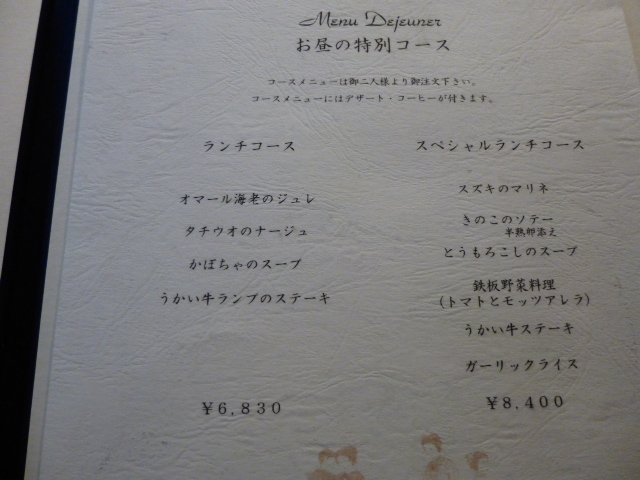 Menu Dejeuner
お昼の特別コース
コースメニューは御二人様より御注文下さい。
コースメニューにはデザート・コーヒーが付きます。
ランチコース
オマール海老のジュレ
タチウオのナージュ
かぼちゃのスープ
うかい牛ランプのステーキ
￥6,830
スペシャルランチコース
スズキのマリネ
きのこのソテー
半熟卵添え
とうもろこしのスープ
鉄板野菜料理
(トマトとモッツアレラ)
うかい牛ステーキ
ガーリックライス
￥8,400